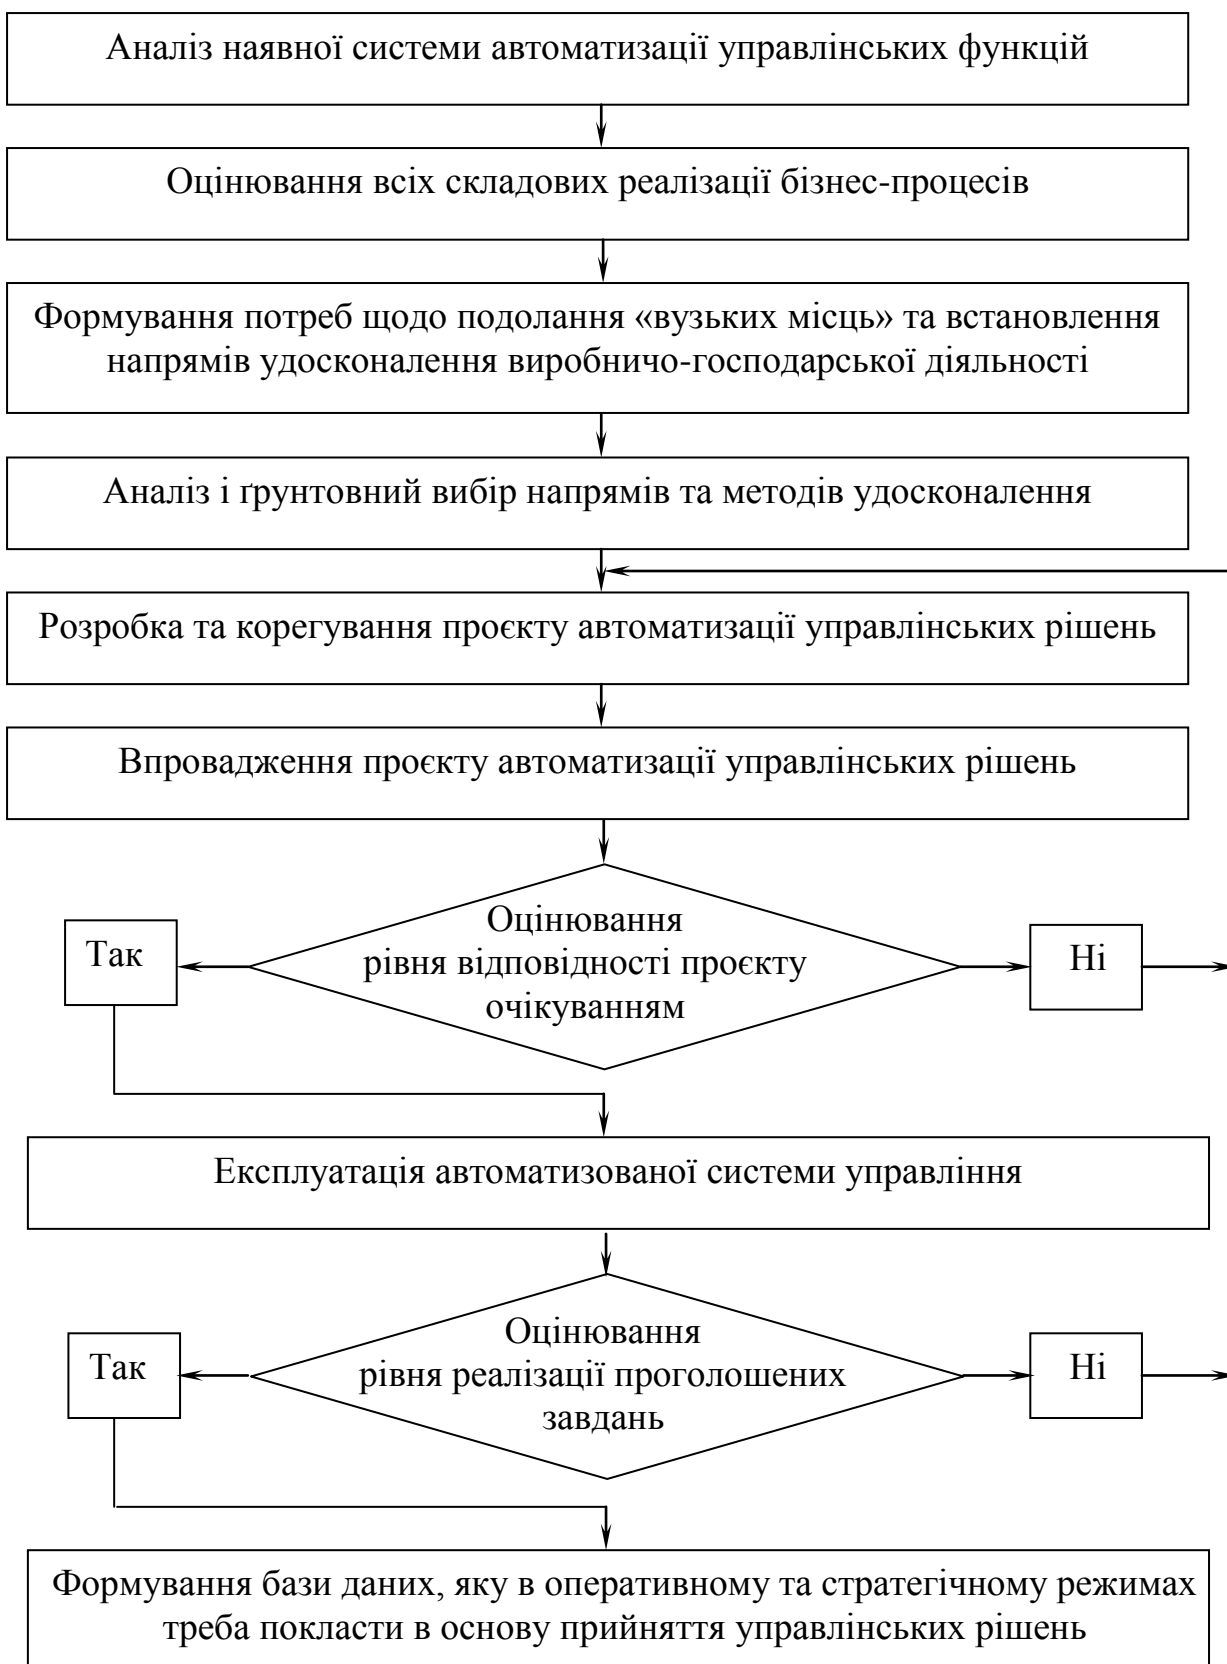 Аналіз наявної системи автоматизації управлінських функцій
Оцінювання всіх складових реалізації бізнес-процесів
Формування потреб щодо подолання «вузьких місць» та встановлення
напрямів удосконалення виробничо-господарської діяльності
Аналіз і ґрунтовний вибір напрямів та методів удосконалення
Розробка та корегування проєкту автоматизації управлінських рішень
Впровадження проєкту автоматизації управлінських рішень
Оцінювання
рівня відповідності проєкту
очікуванням
Так
Ні
Експлуатація автоматизованої системи управління
Оцінювання
рівня реалізації проголошених
завдань
Так
Ні
Формування бази даних, яку в оперативному та стратегічному режимах
треба покласти в основу прийняття управлінських рішень